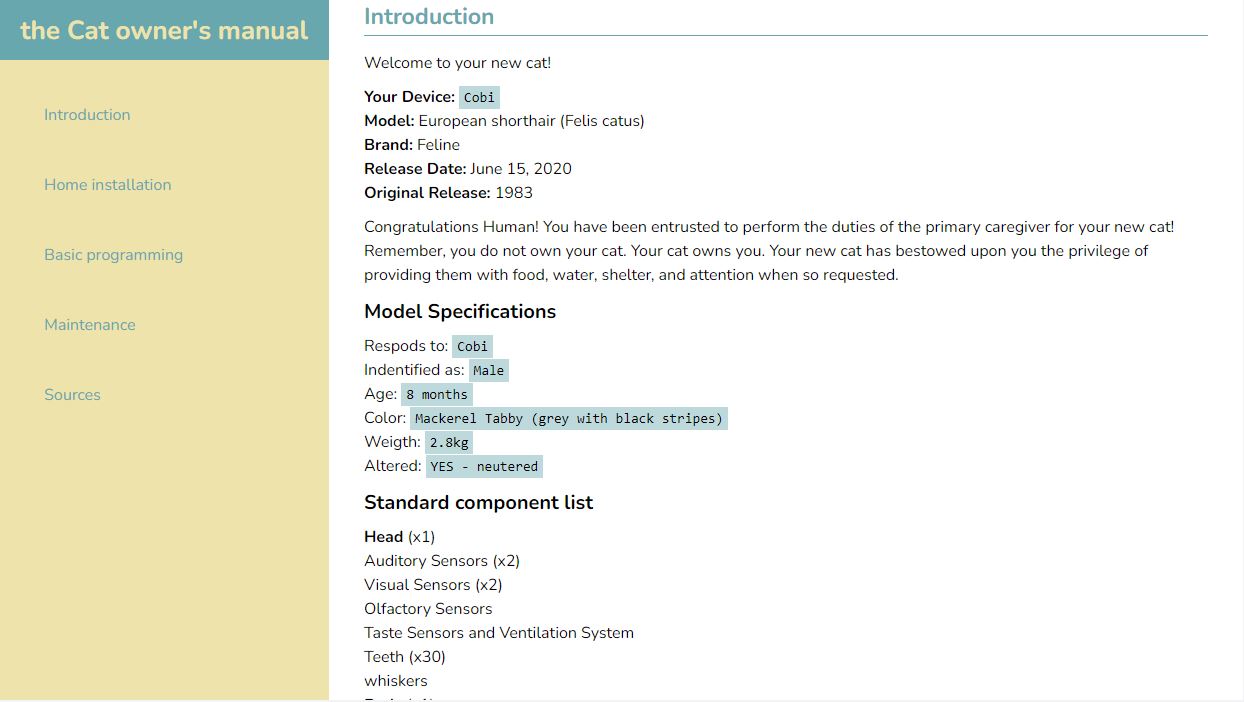 the Cat owner's manual
Introduction
Home installation
Basic programming
Maintenance
Sources
Introduction
Welcome to your new cat!
Your Device: Cobi
Model: European shorthair (Felis catus)
Brand: Feline
Release Date: June 15, 2020
Original Release: 1983
Congratulations Human! You have been entrusted to perform the duties of the primary caregiver for your new cat!
Remember, you do not own your cat. Your cat owns you. Your new cat has bestowed upon you the privilege of
providing them with food, water, shelter, and attention when so requested.
Model Specifications
Respods to: Cobi
Indentified as: Male
Age: 8 months
Color: Mackerel Tabby (grey with black stripes)
Weigth: 2.8kg
Altered: YES - neutered
Standard component list
Head (x1)
Auditory Sensors (x2)
Visual Sensors (x2)
Olfactory Sensors
Taste Sensors and Ventilation System
Teeth (x30)
whiskers